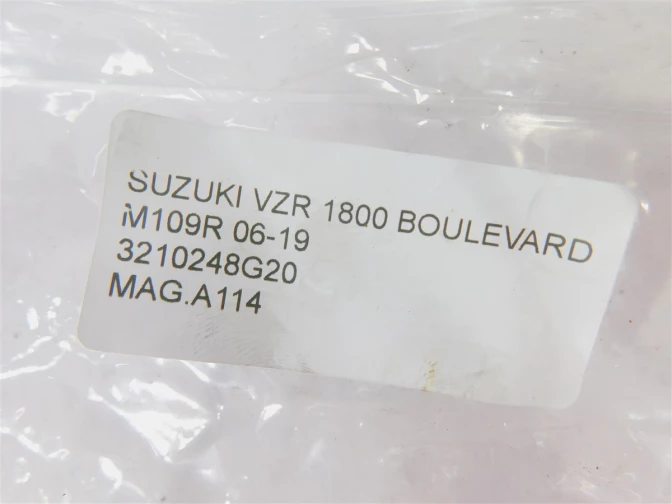 SUZUKI VZR 1800 BOULEVARD
M109R 06-19
3210248G20
MAG.A114